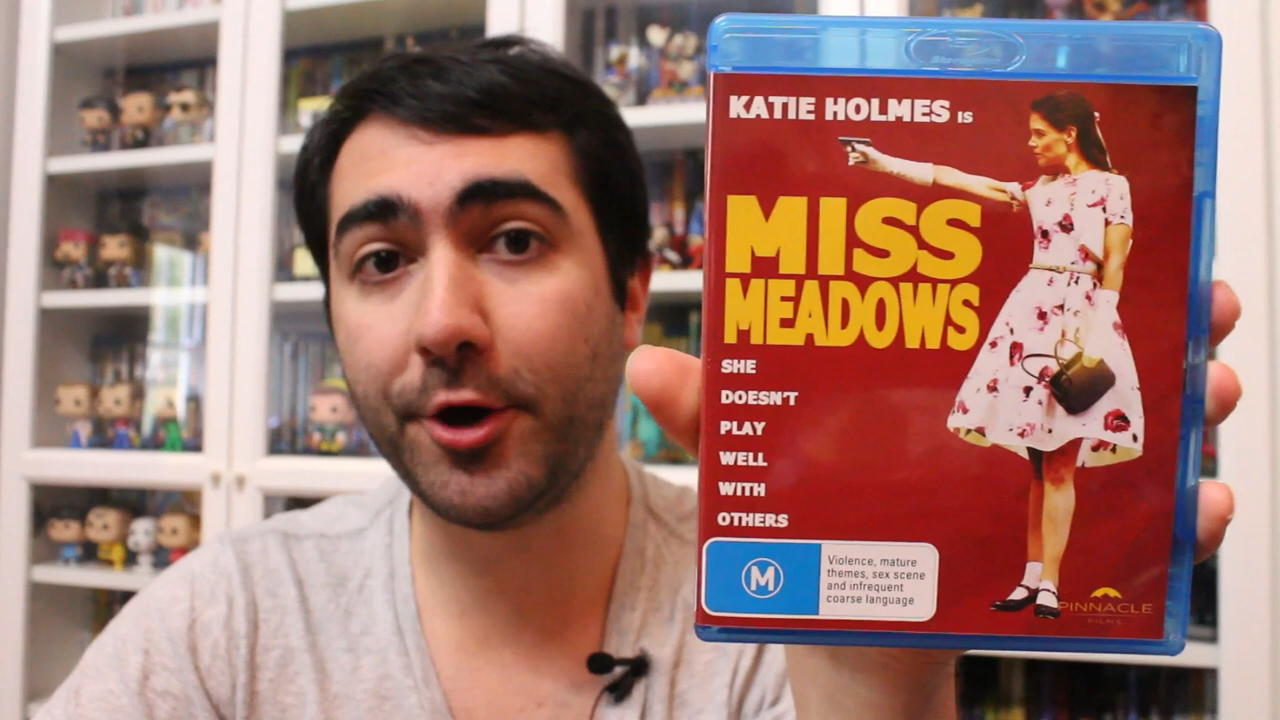 KATIE HOLMES IS
MISS
MEADOWS
SHE
DOESN'T
PLAY
WELL
WITH
OTHERS
M
Violence, mature
themes, sex scene
and infrequent
coarse language
PINNACLE
FILMS